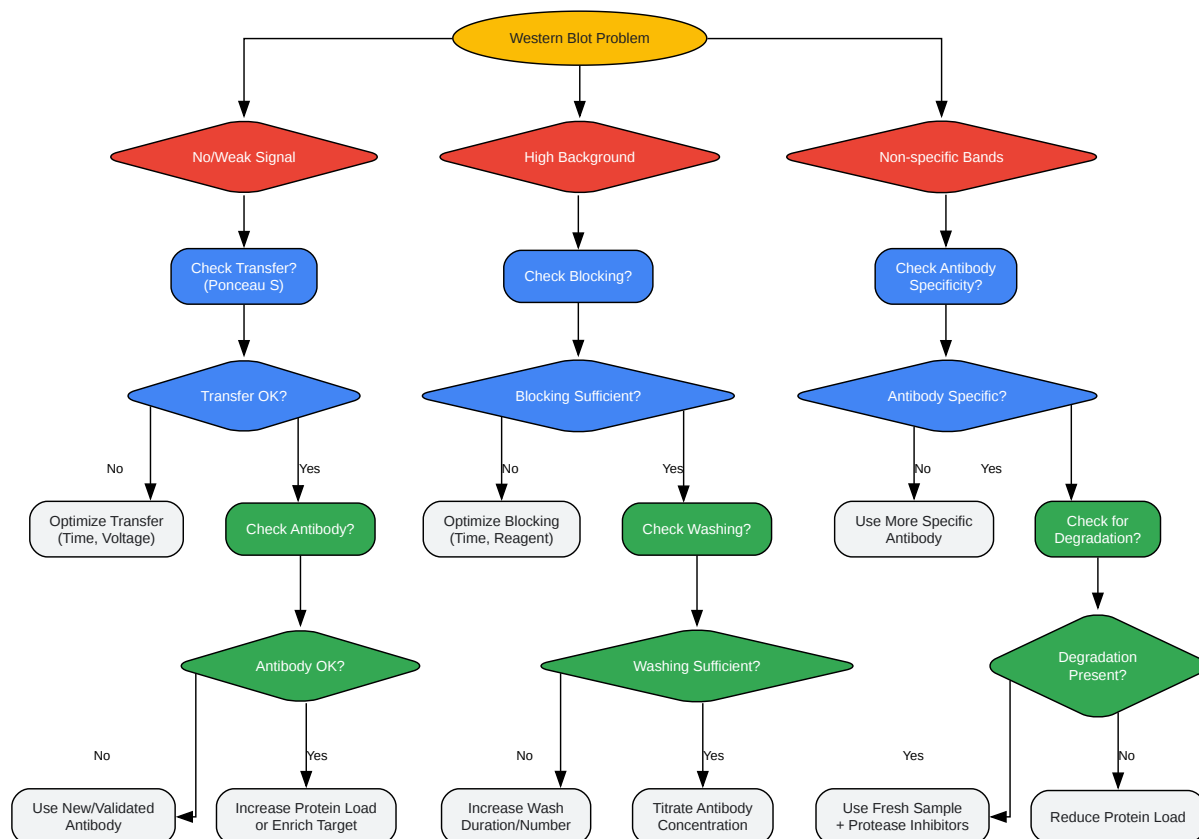 Western Blot Problem
No/Weak Signal
High Background
Non-specific Bands
Check Transfer?
(Ponceau S)
Check Blocking?
Check Antibody
Specificity?
Transfer OK?
Blocking Sufficient?
Antibody Specific?
No
Yes
No
Yes
No
Yes
Optimize Transfer
(Time, Voltage)
Check Antibody?
Optimize Blocking
(Time, Reagent)
Check Washing?
Use More Specific
Antibody
Check for
Degradation?
Antibody OK?
Washing Sufficient?
Degradation
Present?
No
Yes
No
Yes
Yes
No
Use New/Validated
Antibody
Increase Protein Load
or Enrich Target
Increase Wash
Duration/Number
Titrate Antibody
Concentration
Use Fresh Sample
+ Protease Inhibitors
Reduce Protein Load